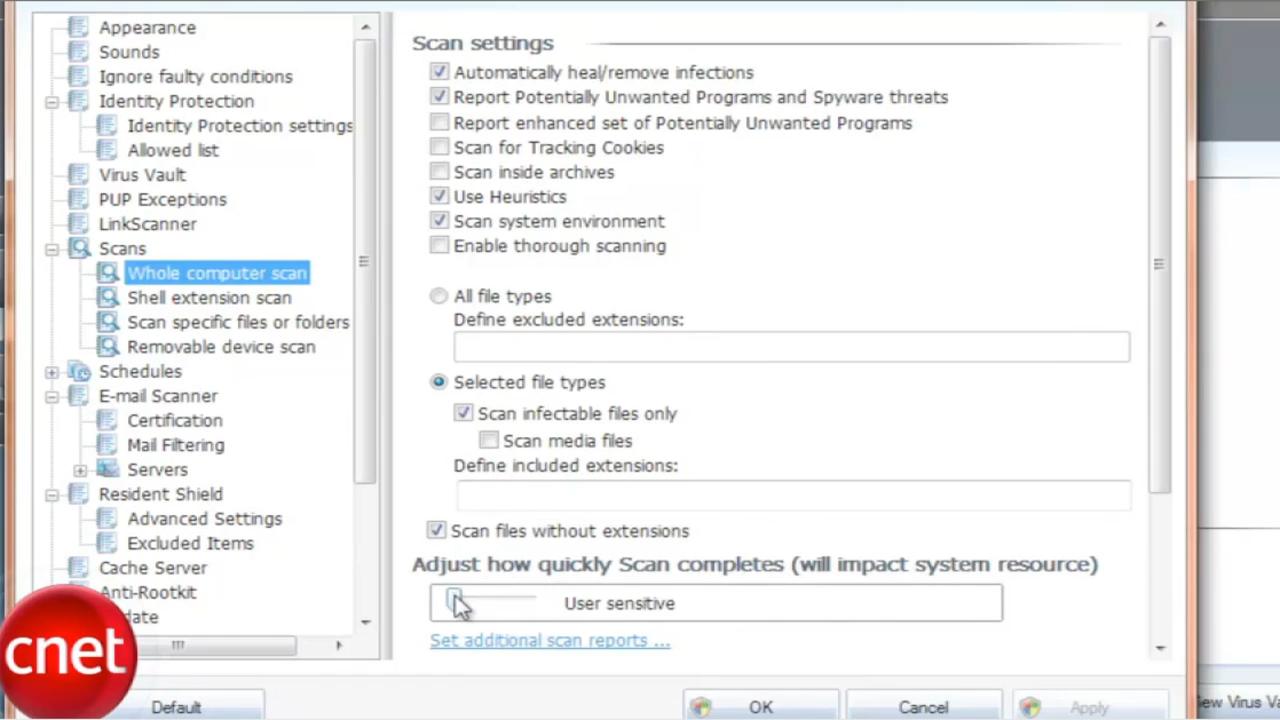 Appearance
Sounds
Ignore faulty conditions
Identity Protection
Identity Protection settings
Allowed list
Virus Vault
PUP Exceptions
LinkScanner
Scans
Whole computer scan
Shell extension scan
Scan specific files or folders
Removable device scan
Schedules
E-mail Scanner
Certification
Mail Filtering
Servers
Resident Shield
Advanced Settings
Excluded Items
Cache Server
Anti-Rootkit
date
Scan settings
Automatically heal/remove infections
Report Potentially Unwanted Programs and Spyware threats
Report enhanced set of Potentially Unwanted Programs
Scan for Tracking Cookies
Scan inside archives
Use Heuristics
Scan system environment
Enable thorough scanning
All file types
Define excluded extensions:
Selected file types
Scan infectable files only
Scan media files
Define included extensions:
Scan files without extensions
Adjust how quickly Scan completes (will impact system resource)
User sensitive
Set additional scan reports ...
cnet
Default
OK
Cancel
Apply
iew Virus Va